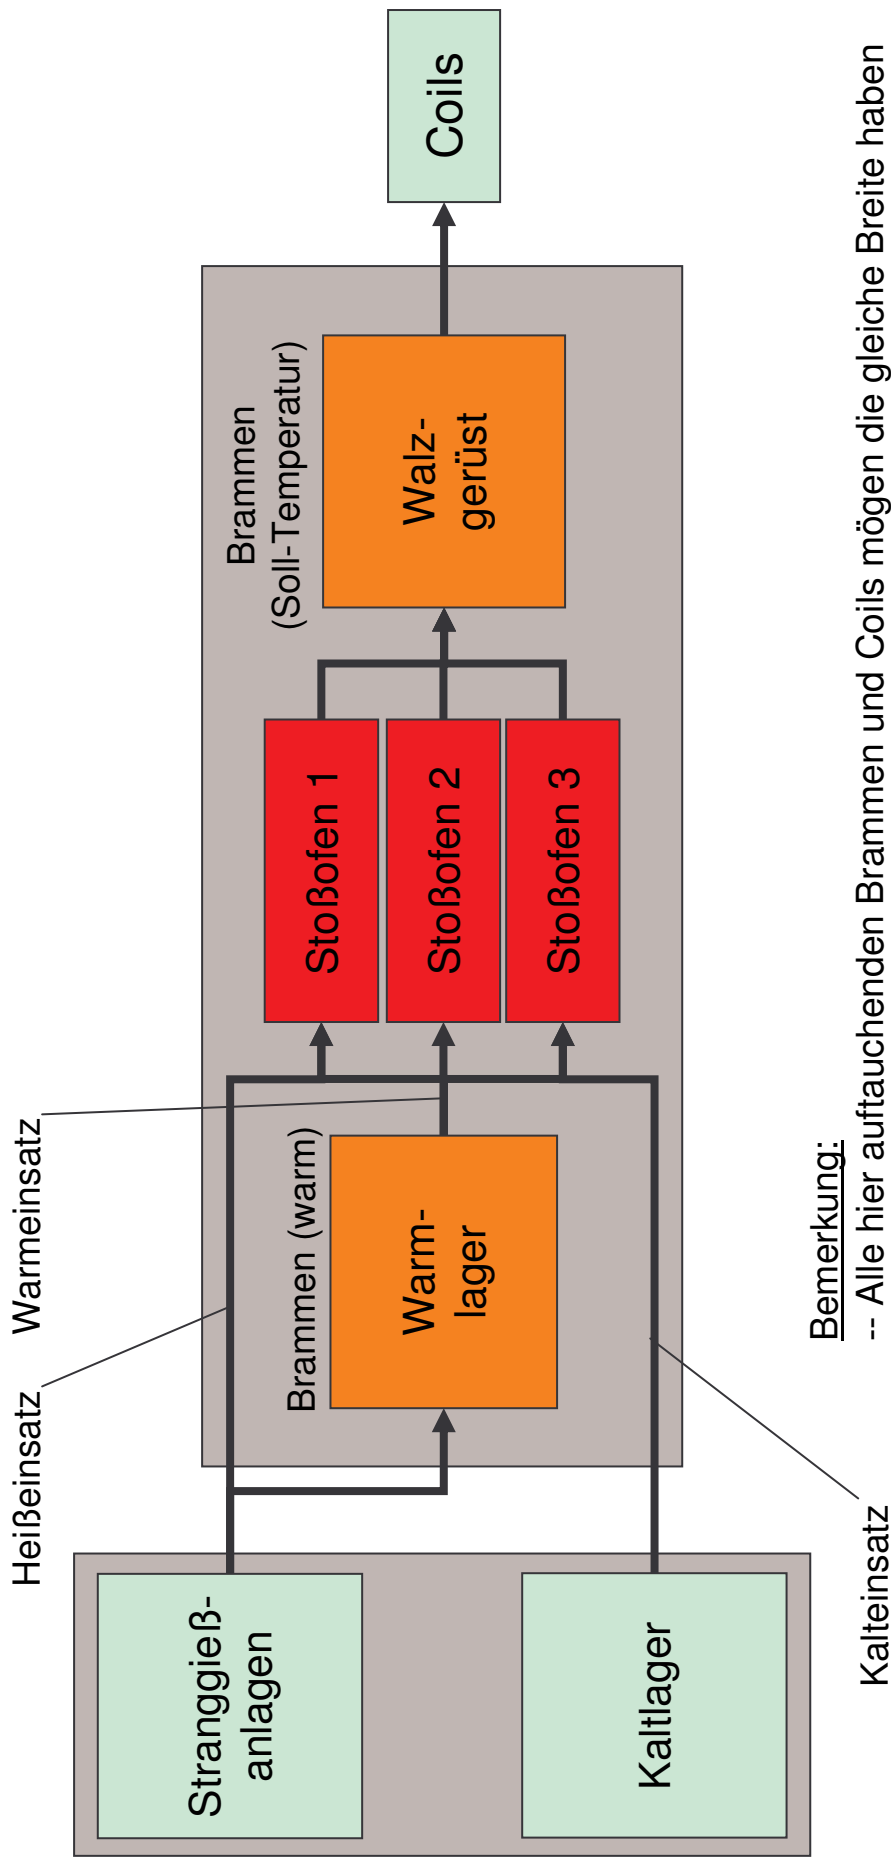 Heißeinsatz
Warmeinsatz
Brammen
(Soll-Temperatur)
Stranggieß-
anlagen
Brammen (warm)
Warm-
lager
Stoßofen 1
Stoßofen 2
Stoßofen 3
Walz-
gerüst
Coils
Kaltlager
Kalteinsatz
Bemerkung:
-- Alle hier auftauchenden Brammen und Coils mögen die gleiche Breite haben